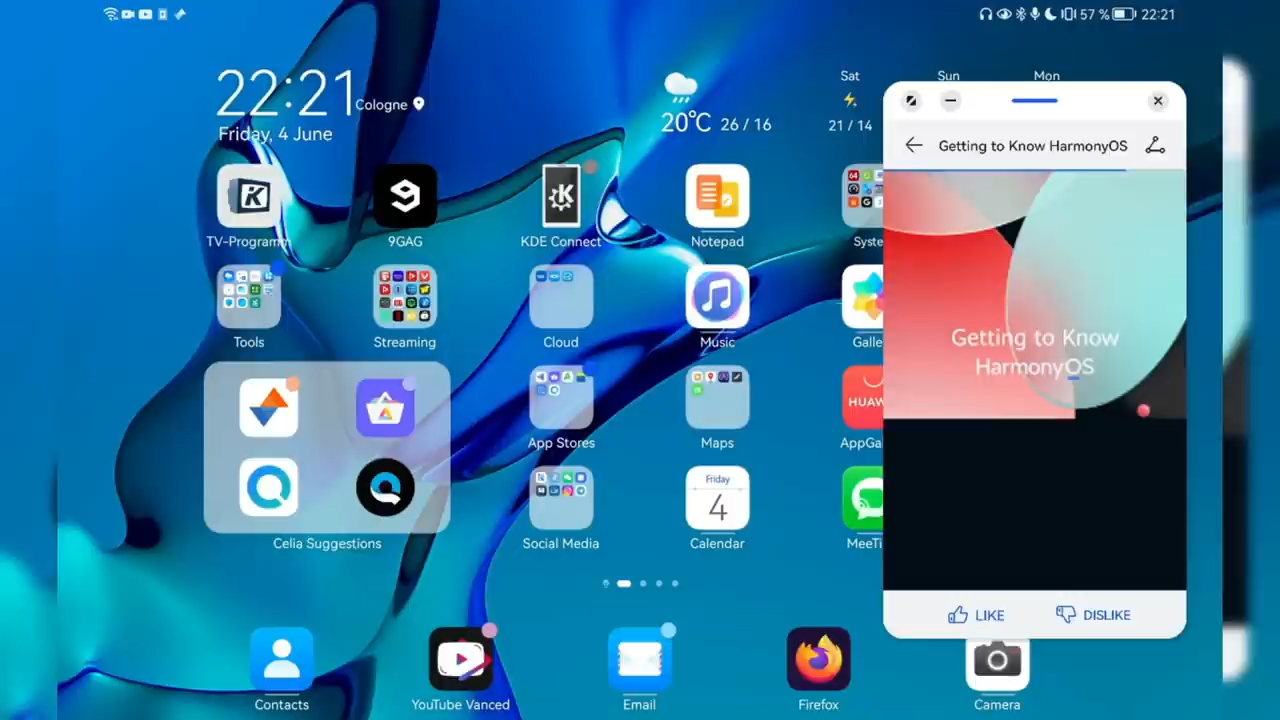 57 % 22:21
22:21
Cologne
Friday, 4 June
20°C 26 / 16
Sat
21 / 14
Sun
Mon
Getting to Know HarmonyOS
Getting to Know
HarmonyOS
LIKE
DISLIKE
TV-Programm
9GAG
KDE Connect
Notepad
Syste
Tools
Streaming
Cloud
Music
Galle
HUAW
App Stores
Maps
AppGa
Celia Suggestions
Social Media
Friday
4
Calendar
MeeTi
Contacts
YouTube Vanced
Email
Firefox
Camera